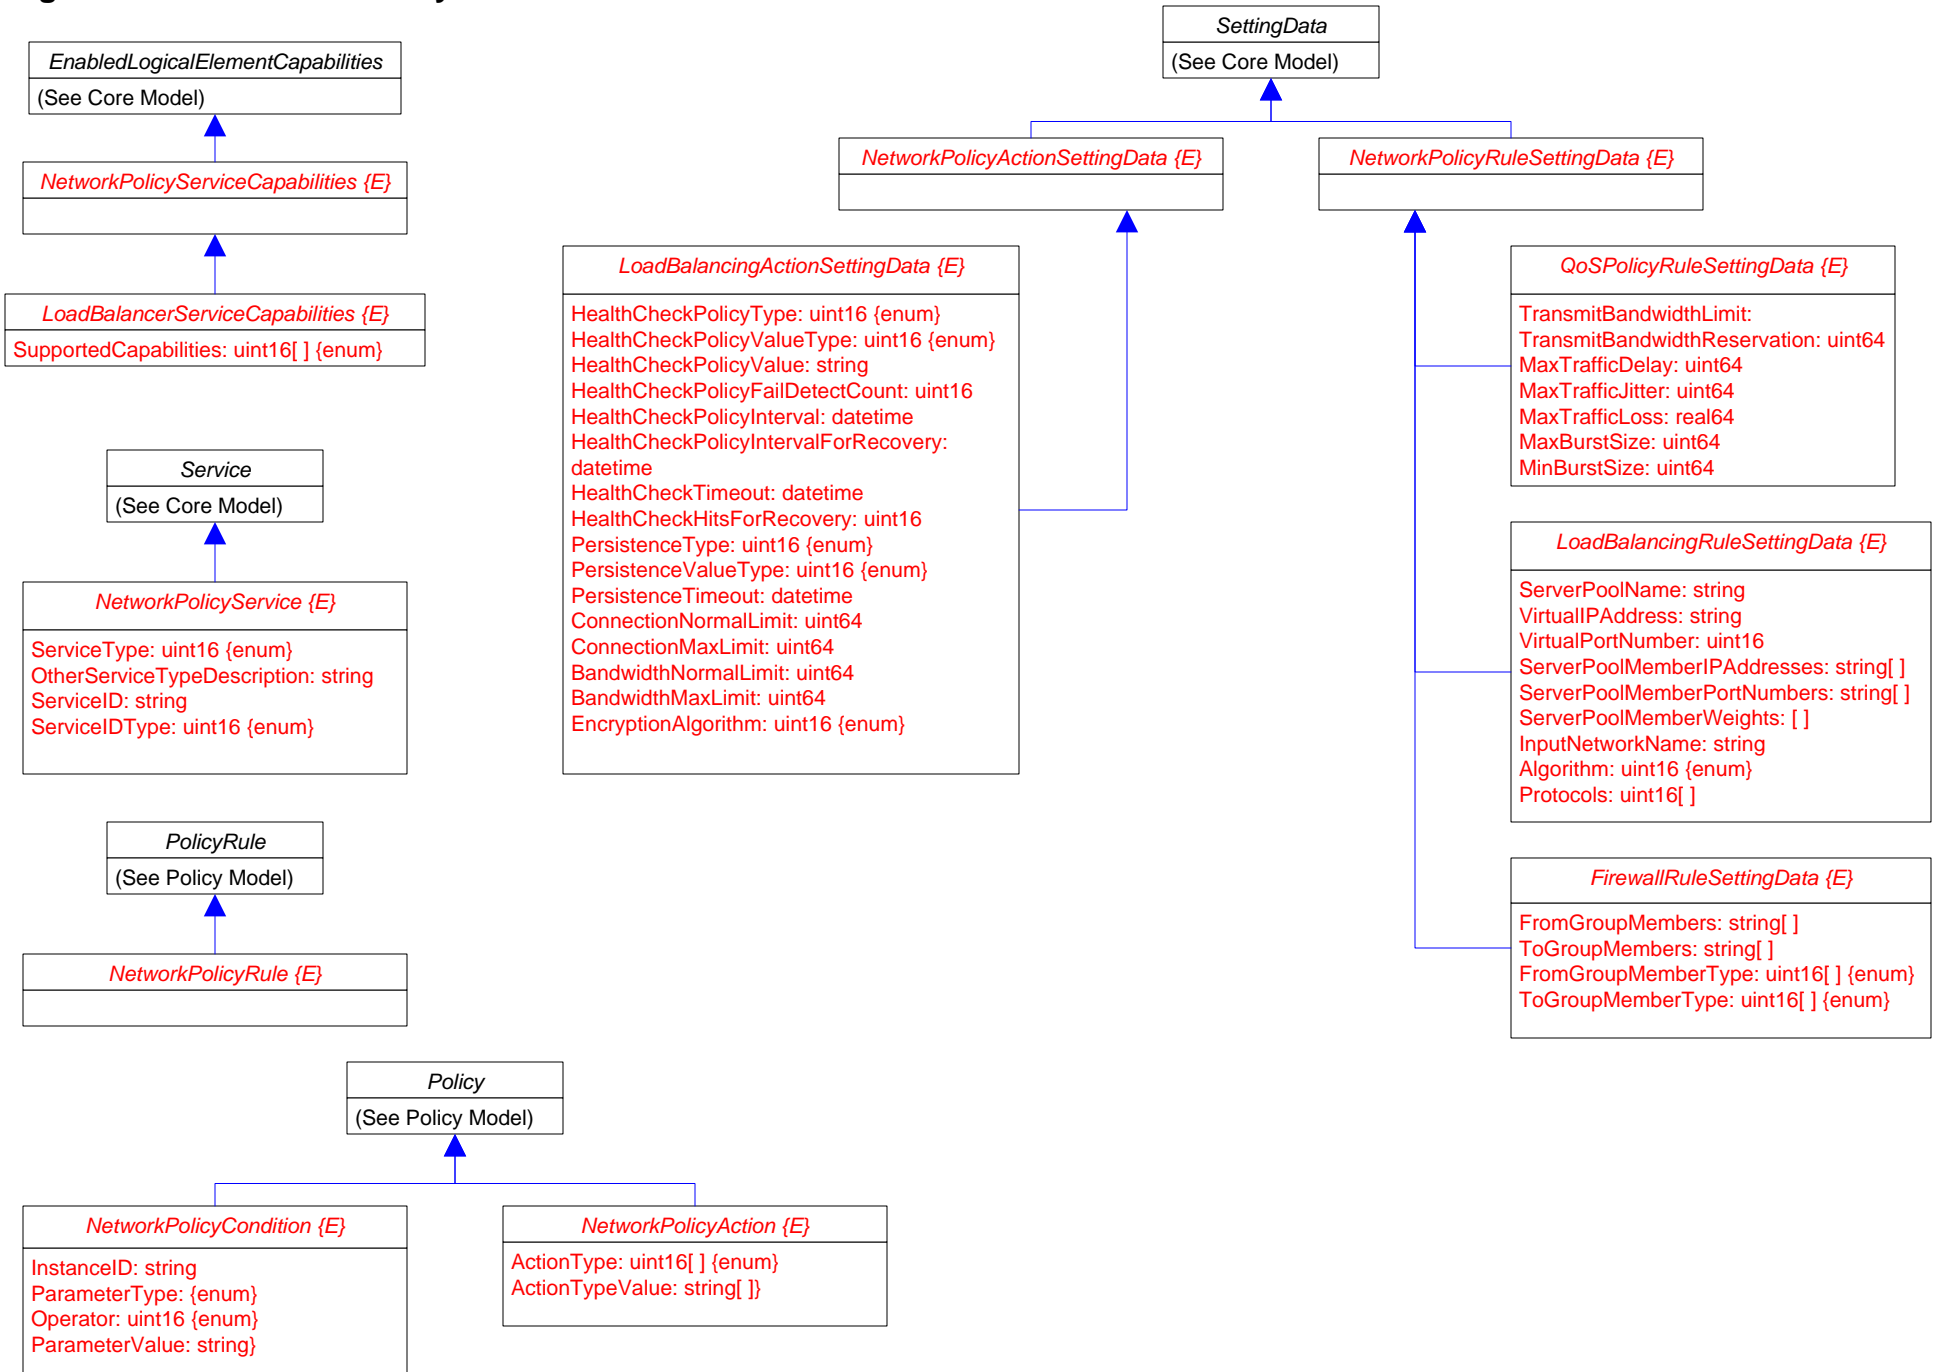 SettingData
(See Core Model)
EnabledLogicalElementCapabilities
(See Core Model)
NetworkPolicyServiceCapabilities {E}
LoadBalancerServiceCapabilities {E}
SupportedCapabilities: uint16[ ] {enum}
Service
(See Core Model)
NetworkPolicyService {E}
ServiceType: uint16 {enum}
OtherServiceTypeDescription: string
ServiceID: string
ServiceIDType: uint16 {enum}
PolicyRule
(See Policy Model)
NetworkPolicyRule {E}
NetworkPolicyActionSettingData {E}
NetworkPolicyRuleSettingData {E}
LoadBalancingActionSettingData {E}
HealthCheckPolicyType: uint16 {enum}
HealthCheckPolicyValueType: uint16 {enum}
HealthCheckPolicyValue: string
HealthCheckPolicyFailDetectCount: uint16
HealthCheckPolicyInterval: datetime
HealthCheckPolicyIntervalForRecovery:
datetime
HealthCheckTimeout: datetime
HealthCheckHitsForRecovery: uint16
PersistenceType: uint16 {enum}
PersistenceValueType: uint16 {enum}
PersistenceTimeout: datetime
ConnectionNormalLimit: uint64
ConnectionMaxLimit: uint64
BandwidthNormalLimit: uint64
BandwidthMaxLimit: uint64
EncryptionAlgorithm: uint16 {enum}
QoSPolicyRuleSettingData {E}
TransmitBandwidthLimit:
TransmitBandwidthReservation: uint64
MaxTrafficDelay: uint64
MaxTrafficJitter: uint64
MaxTrafficLoss: real64
MaxBurstSize: uint64
MinBurstSize: uint64
LoadBalancingRuleSettingData {E}
ServerPoolName: string
VirtualIPAddress: string
VirtualPortNumber: uint16
ServerPoolMemberIPAddresses: string[ ]
ServerPoolMemberPortNumbers: string[ ]
ServerPoolMemberWeights: [ ]
InputNetworkName: string
Algorithm: uint16 {enum}
Protocols: uint16[ ]
FirewallRuleSettingData {E}
FromGroupMembers: string[ ]
ToGroupMembers: string[ ]
FromGroupMemberType: uint16[ ] {enum}
ToGroupMemberType: uint16[ ] {enum}
Policy
(See Policy Model)
NetworkPolicyCondition {E}
InstanceID: string
ParameterType: {enum}
Operator: uint16 {enum}
ParameterValue: string}
NetworkPolicyAction {E}
ActionType: uint16[ ] {enum}
ActionTypeValue: string[ ]}